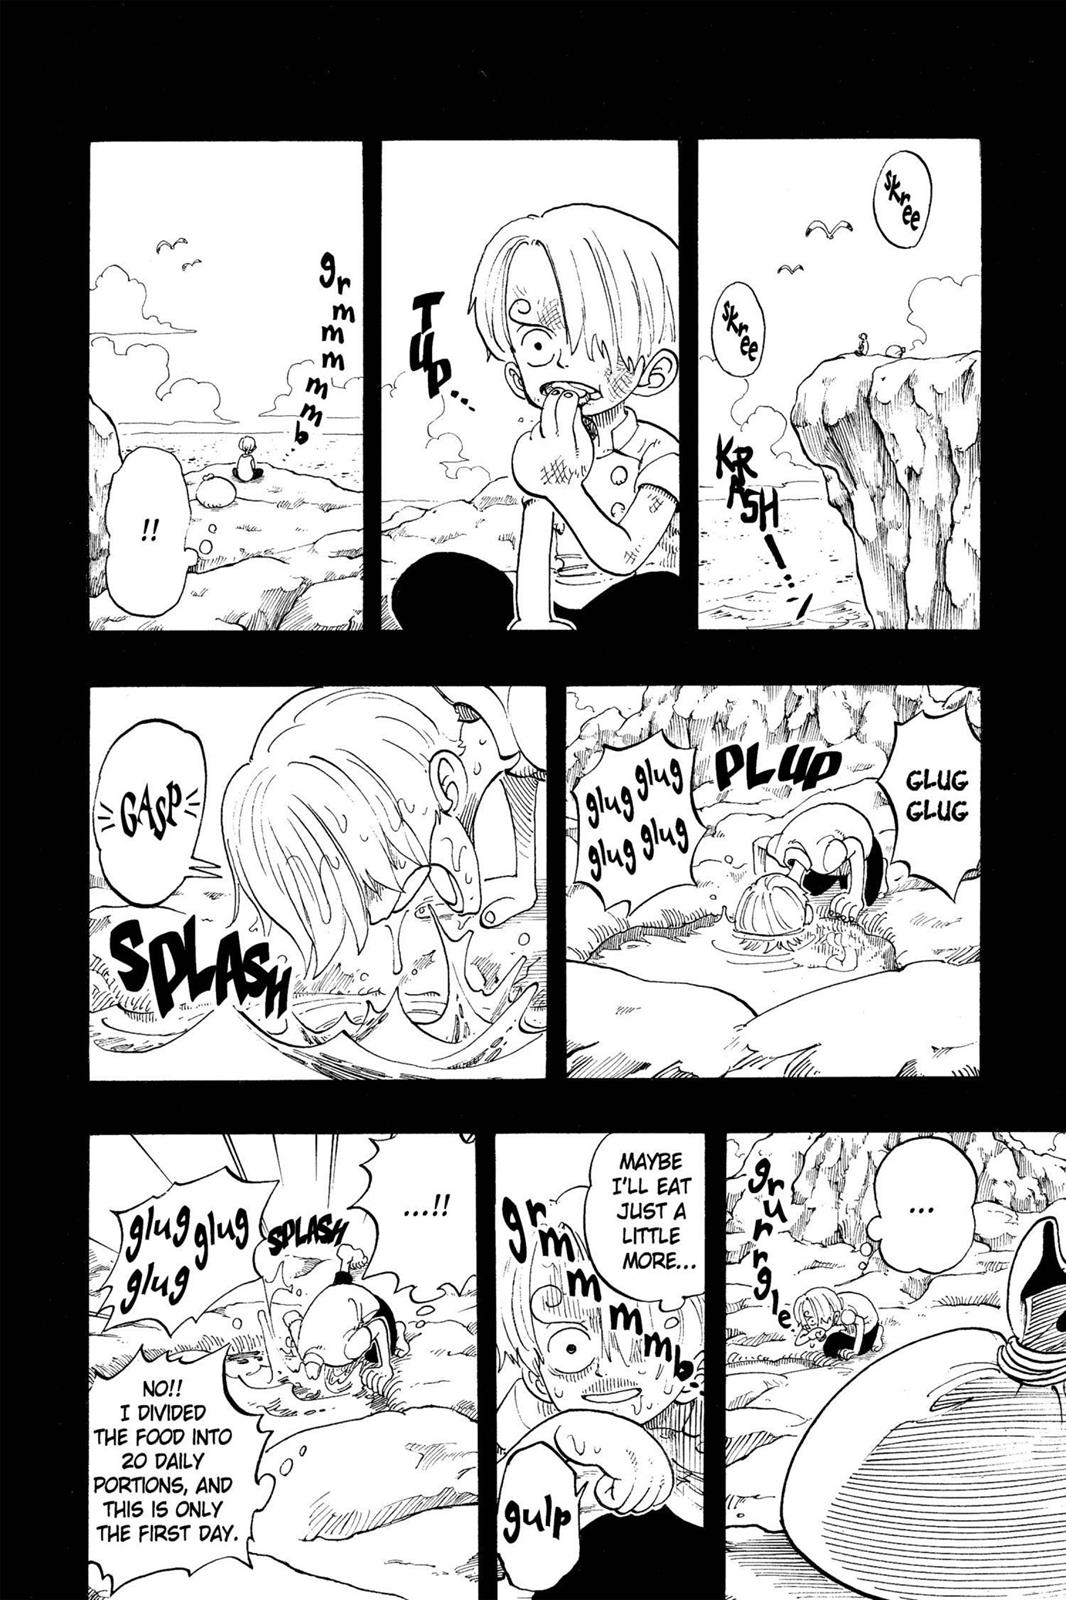 skree
skree
KRRSH!...
TUP...
grmmmmb...
!!
GLUG
GLUG
PLUP
glug glug
glug glug
GASP
SPLASH
...
grurrgle...
MAYBE
I'LL EAT
JUST A
LITTLE
MORE...
grmmmmb...
gulp
...!!
SPLASH
glug glug
glug
NO!!
I DIVIDED
THE FOOD INTO
20 DAILY
PORTIONS, AND
THIS IS ONLY
THE FIRST DAY.